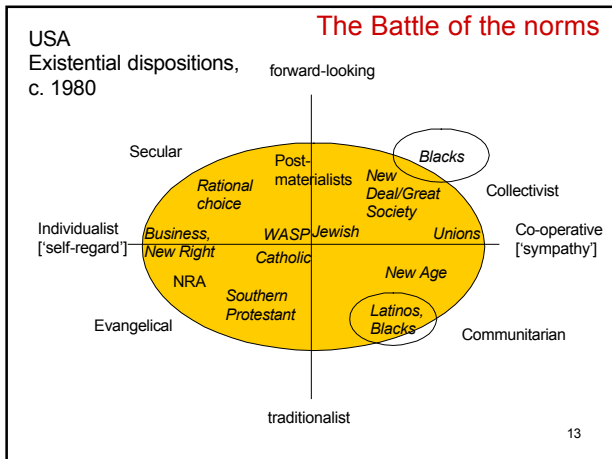 The Battle of the norms
USA
Existential dispositions,
c. 1980
forward-looking
Secular
Post-
materialists
Blacks
Rational
choice
New
Deal/Great
Society
Collectivist
Individualist
['self-regard']
Business,
New Right
WASP
Jewish
Unions
Co-operative
['sympathy']
Catholic
NRA
New Age
Southern
Protestant
Latinos,
Blacks
Evangelical
Communitarian
traditionalist
13